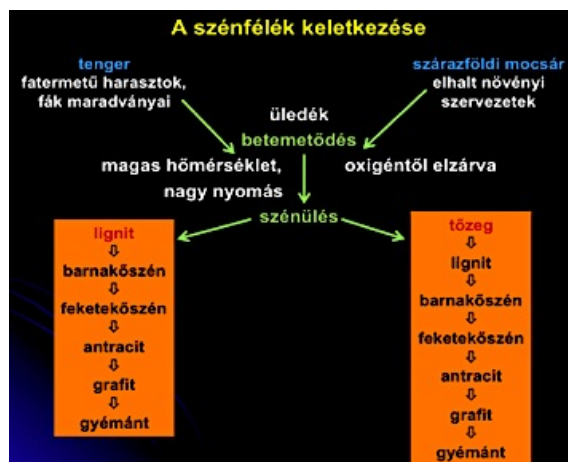 A szénfélék keletkezése
tenger
fatermetű harasztok,
fák maradványai
szárazföldi mocsár
elhalt növényi
szervezetek
üledék
betemetődés
magas hőmérséklet,
nagy nyomás
oxigéntől elzárva
szénülés
lignit
⇩
barnakőszén
⇩
feketekőszén
⇩
antracit
⇩
grafit
⇩
gyémánt
tőzeg
⇩
lignit
⇩
barnakőszén
⇩
feketekőszén
⇩
antracit
⇩
grafit
⇩
gyémánt